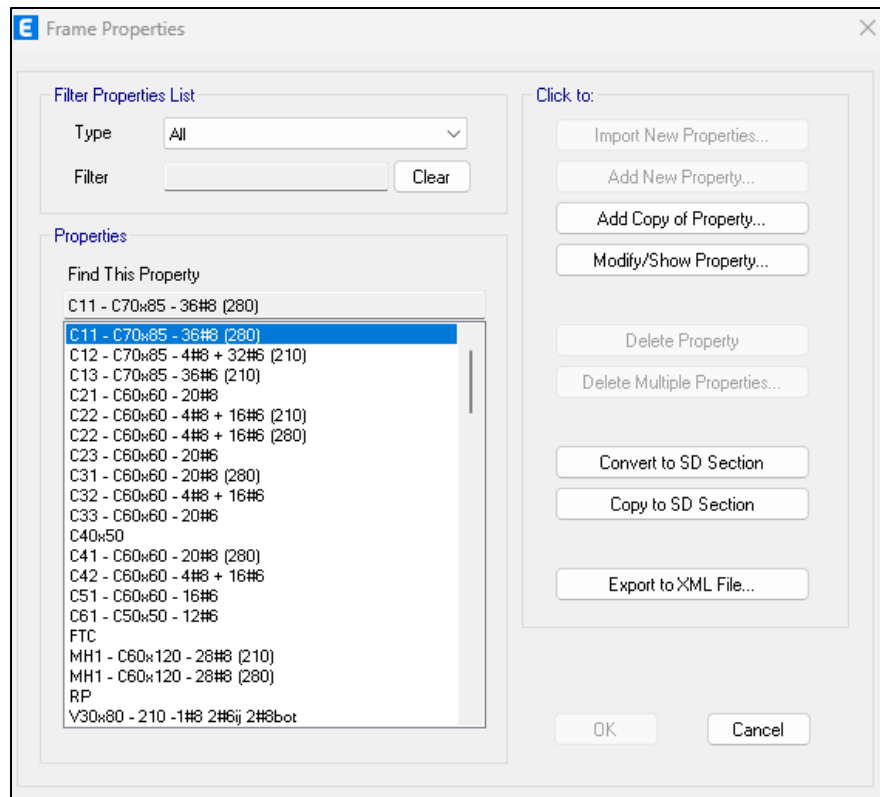 E Frame Properties
Filter Properties List
Type All
Filter Clear
Properties
Find This Property
C11 - C70x85 - 36#8 (280)
C11 - C70x85 - 36#8 (280)
C12 - C70x85 - 4#8 + 32#6 (210)
C13 - C70x85 - 36#6 (210)
C21 - C60x60 - 20#8
C22 - C60x60 - 4#8 + 16#6 (210)
C22 - C60x60 - 4#8 + 16#6 (280)
C23 - C60x60 - 20#6
C31 - C60x60 - 20#8 (280)
C32 - C60x60 - 4#8 + 16#6
C33 - C60x60 - 20#6
C40x50
C41 - C60x60 - 20#8 (280)
C42 - C60x60 - 4#8 + 16#6
C51 - C60x60 - 16#6
C61 - C50x50 - 12#6
FTC
MH1 - C60x120 - 28#8 (210)
MH1 - C60x120 - 28#8 (280)
RP
V30x80 - 210 -1#8 2#6ij 2#8bot
Click to:
Import New Properties...
Add New Property...
Add Copy of Property...
Modify/Show Property...
Delete Property
Delete Multiple Properties...
Convert to SD Section
Copy to SD Section
Export to XML File...
OK Cancel